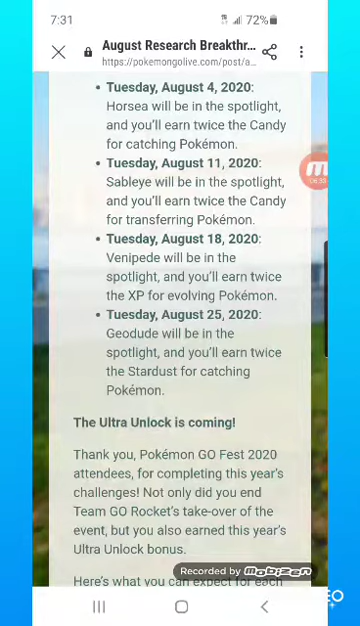 7:31
72%
August Research Breakthr...
https://pokemongolive.com/post/a...
• Tuesday, August 4, 2020:
Horsea will be in the spotlight,
and you'll earn twice the Candy
for catching Pokémon.
• Tuesday, August 11, 2020:
Sableye will be in the spotlight,
and you'll earn twice the Candy
for transferring Pokémon.
• Tuesday, August 18, 2020:
Venipede will be in the
spotlight, and you'll earn twice
the XP for evolving Pokémon.
• Tuesday, August 25, 2020:
Geodude will be in the
spotlight, and you'll earn twice
the Stardust for catching
Pokémon.
The Ultra Unlock is coming!
Thank you, Pokémon GO Fest 2020
attendees, for completing this year's
challenges! Not only did you end
Team GO Rocket's take-over of the
event, but you also earned this year's
Ultra Unlock bonus.
Recorded by MOBIZEN
Here's what you can expect for each